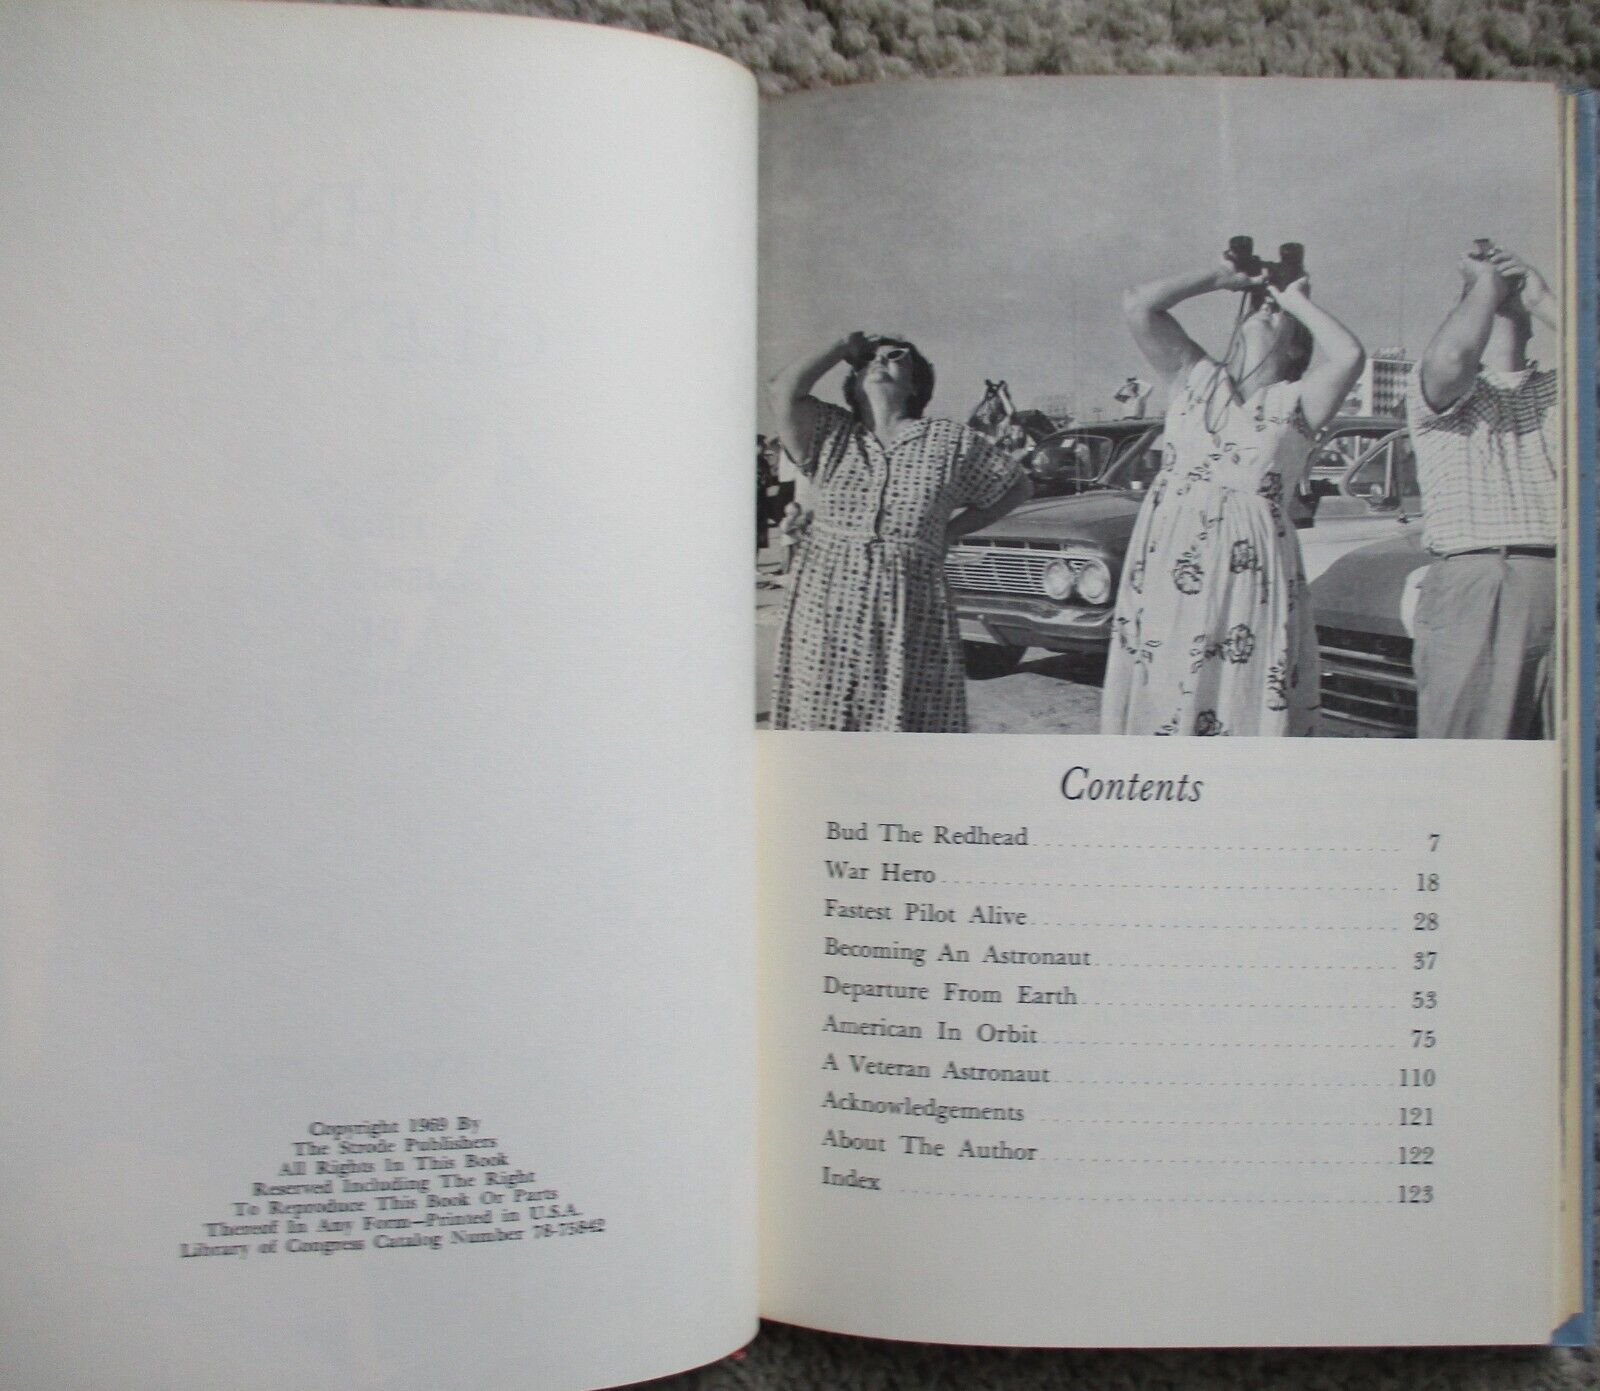 Copyright 1969 By
The Strode Publishers
All Rights In This Book
Reserved Including The Right
To Reproduce This Book Or Parts
Thereof In Any Form—Printed in U.S.A.
Library of Congress Catalog Number 78-75842
Contents
Bud The Redhead 7
War Hero 18
Fastest Pilot Alive 28
Becoming An Astronaut 37
Departure From Earth 53
American In Orbit 75
A Veteran Astronaut 110
Acknowledgements 121
About The Author 122
Index 123